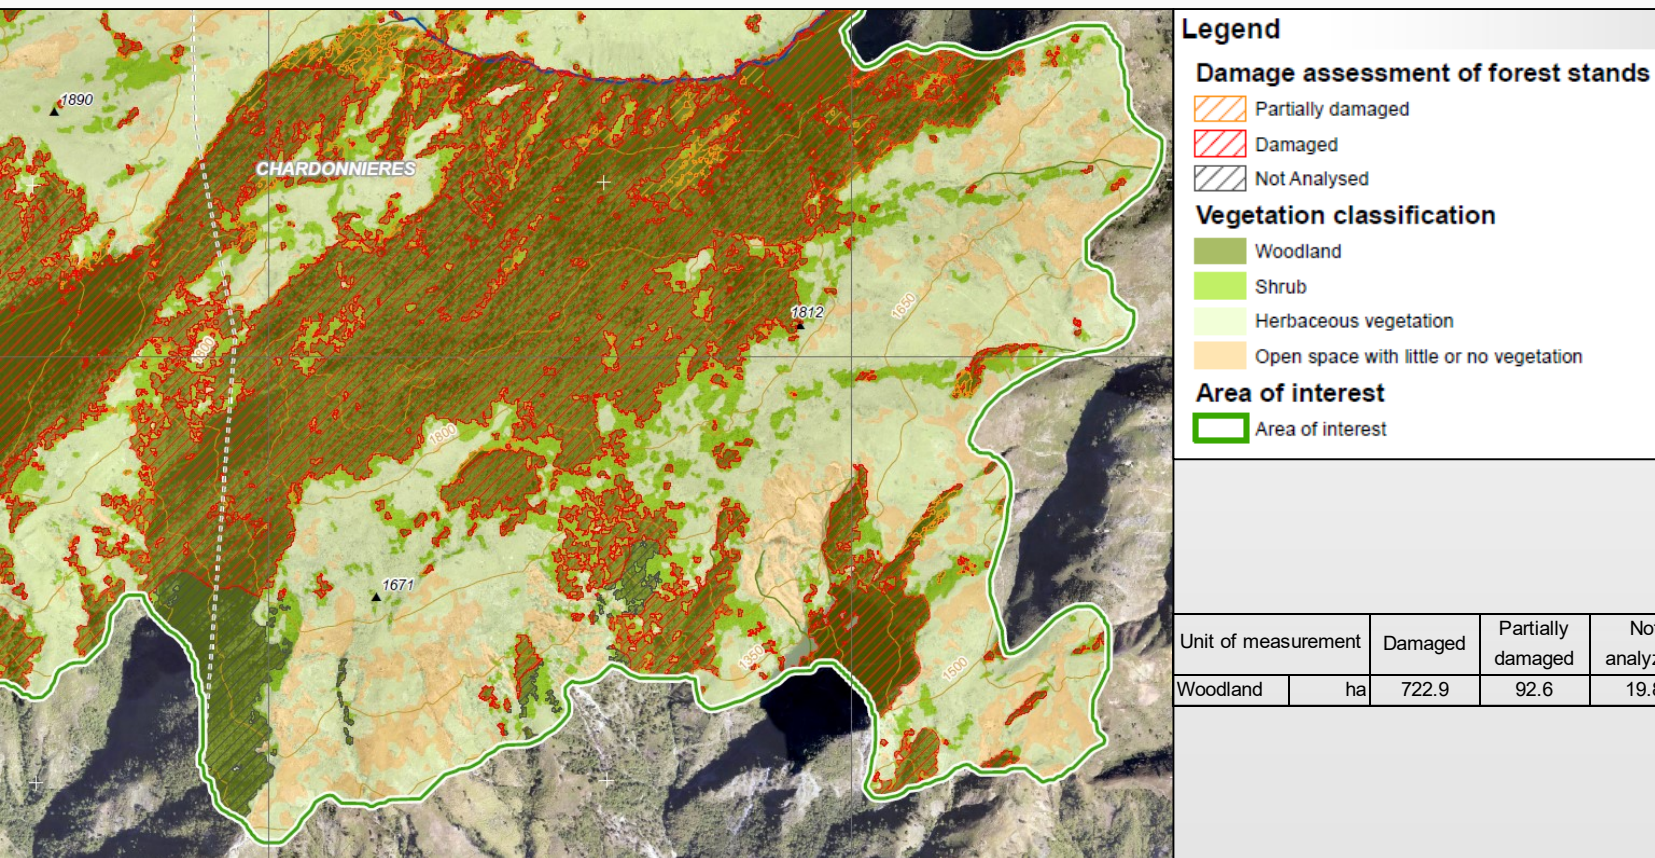 1890
CHARDONNIERES
1812
1650
1300
1800
1671
1350
1500
Legend
Damage assessment of forest stands
Partially damaged
Damaged
Not Analysed
Vegetation classification
Woodland
Shrub
Herbaceous vegetation
Open space with little or no vegetation
Area of interest
Area of interest
Unit of measurement Damaged Partially damaged
Woodland ha 722.9 92.6